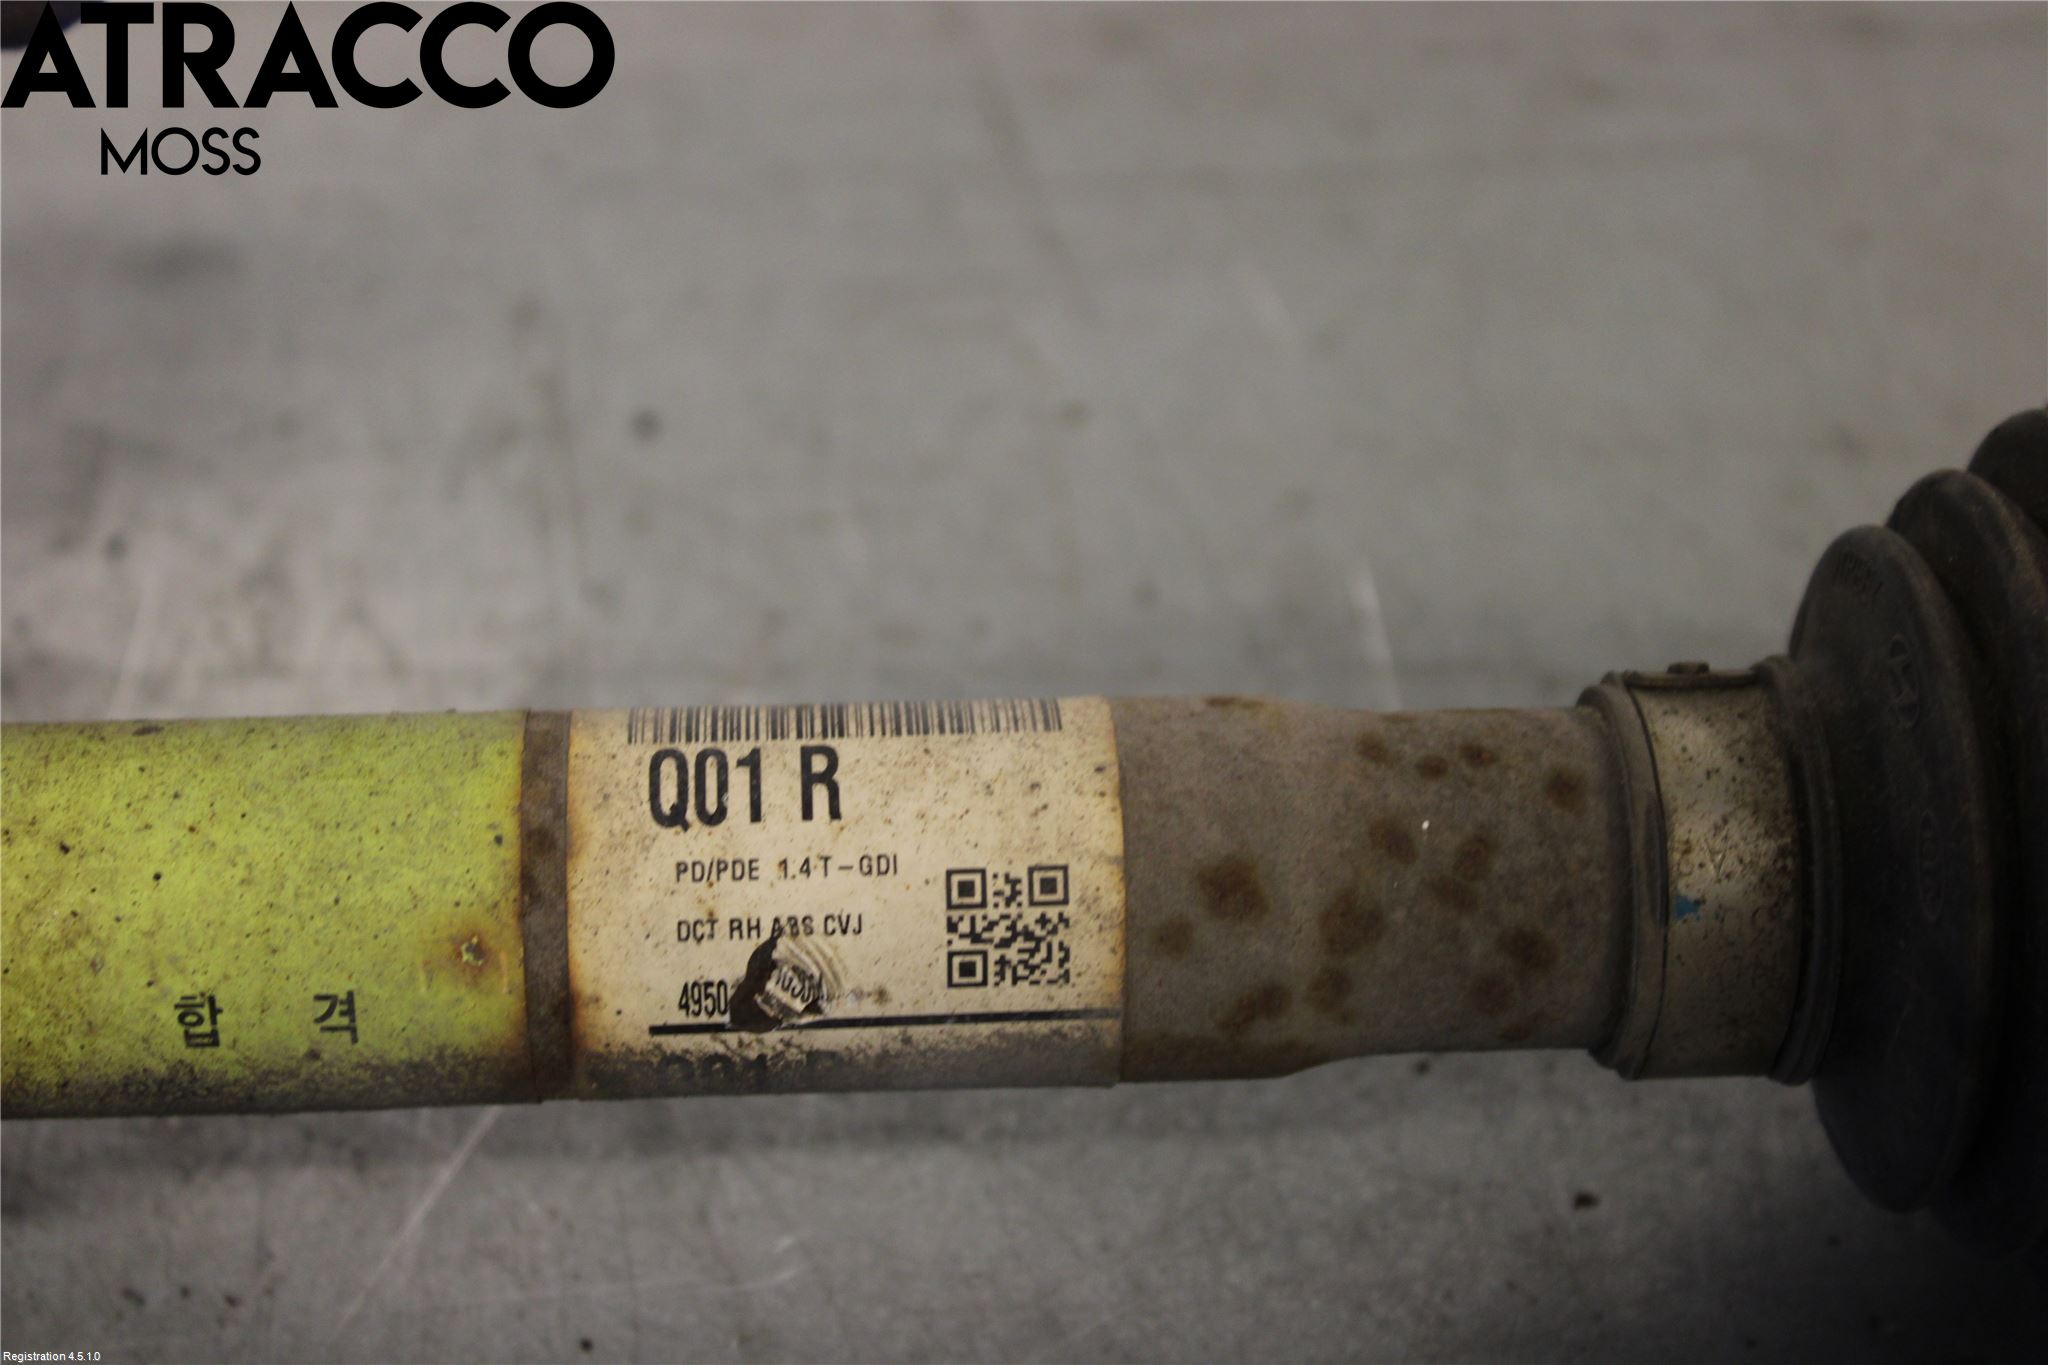 ATRACCO
MOSS
Q01 R
PD/PDE 1.4 T-GDI
DCT RH ABS CVJ
4950
합 격
Registration 4.5.1.0